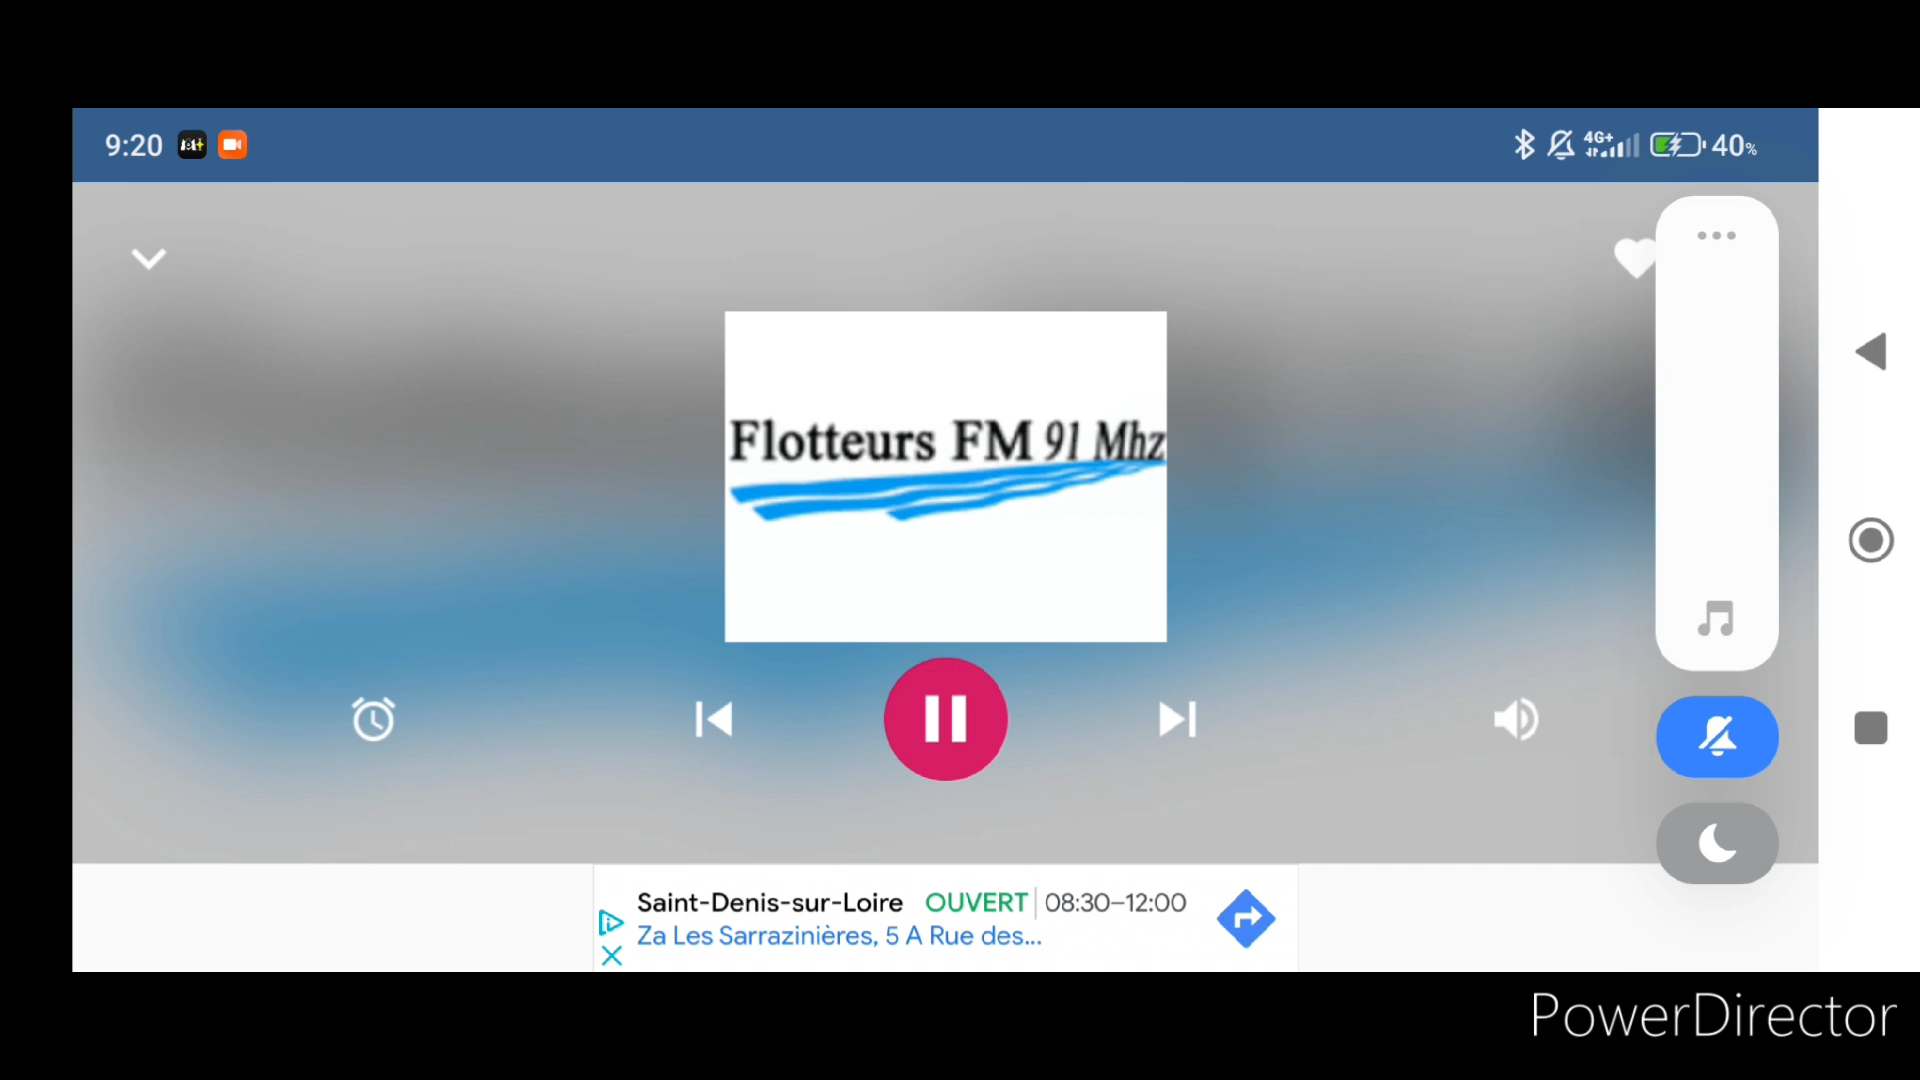 9:20
4G+ 40%
Flotteurs FM 91 Mhz
Saint-Denis-sur-Loire OUVERT 08:30–12:00
Za Les Sarrazinières, 5 A Rue des...
PowerDirector